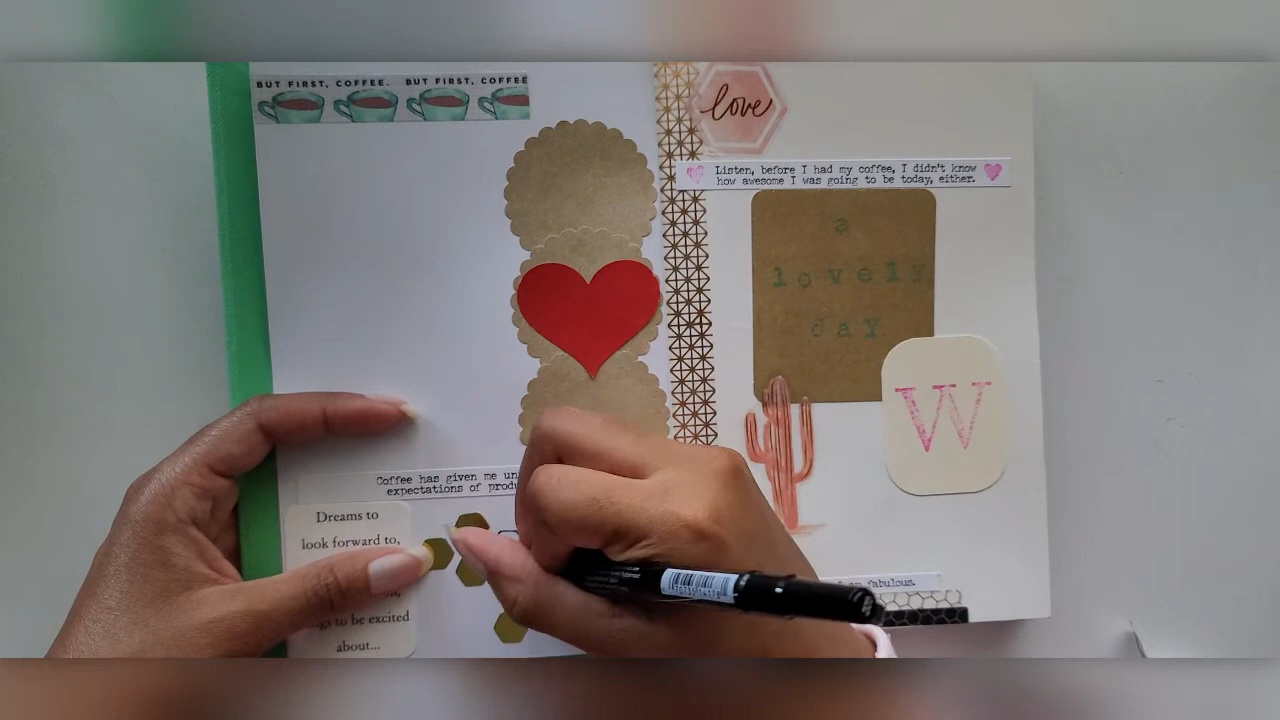 BUT FIRST, COFFEE. BUT FIRST, COFFEE
love
Listen, before I had my coffee, I didn't know
how awesome I was going to be today, either.
a
lovely
day
W
Coffee has given me
expectations of
Dreams to
look forward to,
to be excited
about...
fabulous.